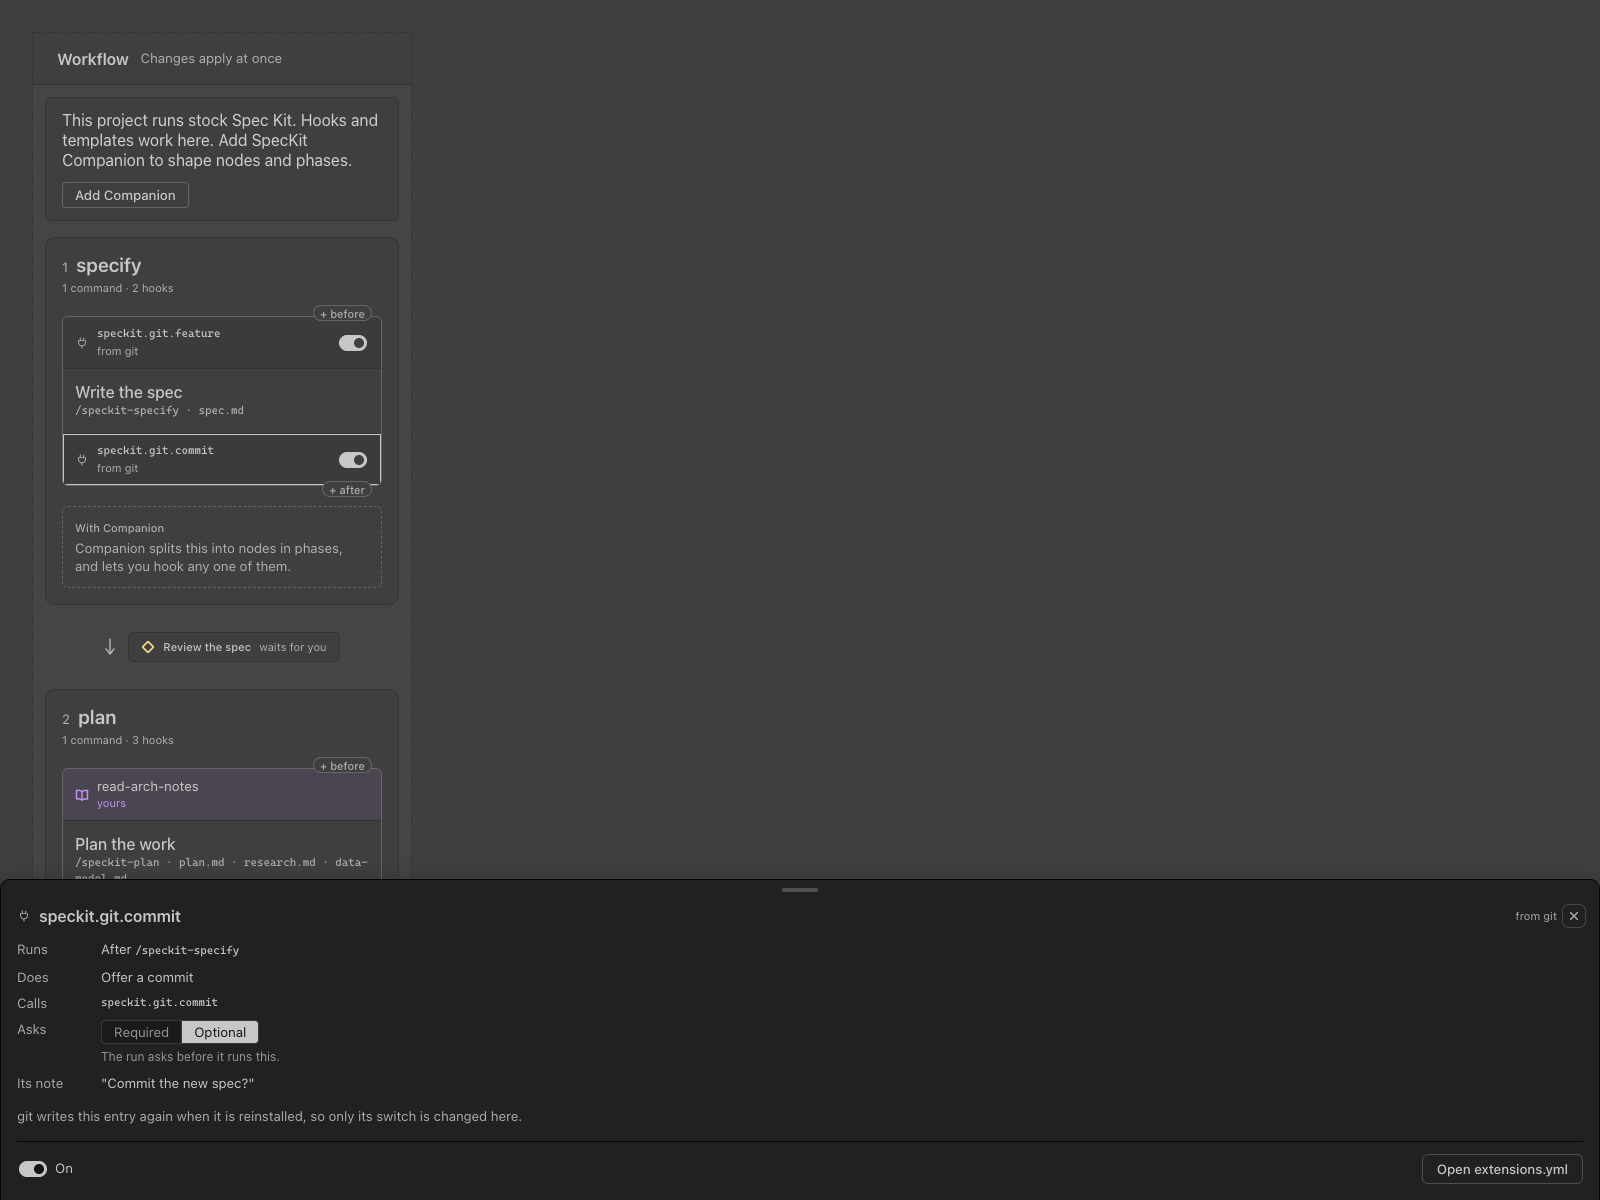 Workflow Changes apply at once
This project runs stock Spec Kit. Hooks and
templates work here. Add SpecKit
Companion to shape nodes and phases.
Add Companion
1 specify
1 command · 2 hooks
+ before
speckit.git.feature
from git
Write the spec
/speckit-specify · spec.md
speckit.git.commit
from git
+ after
With Companion
Companion splits this into nodes in phases,
and lets you hook any one of them.
Review the spec waits for you
2 plan
1 command · 3 hooks
+ before
read-arch-notes
yours
Plan the work
/speckit-plan · plan.md · research.md · data-
model.md
speckit.git.commit from git
Runs After /speckit-specify
Does Offer a commit
Calls speckit.git.commit
Asks Required Optional
The run asks before it runs this.
Its note "Commit the new spec?"
git writes this entry again when it is reinstalled, so only its switch is changed here.
On Open extensions.yml